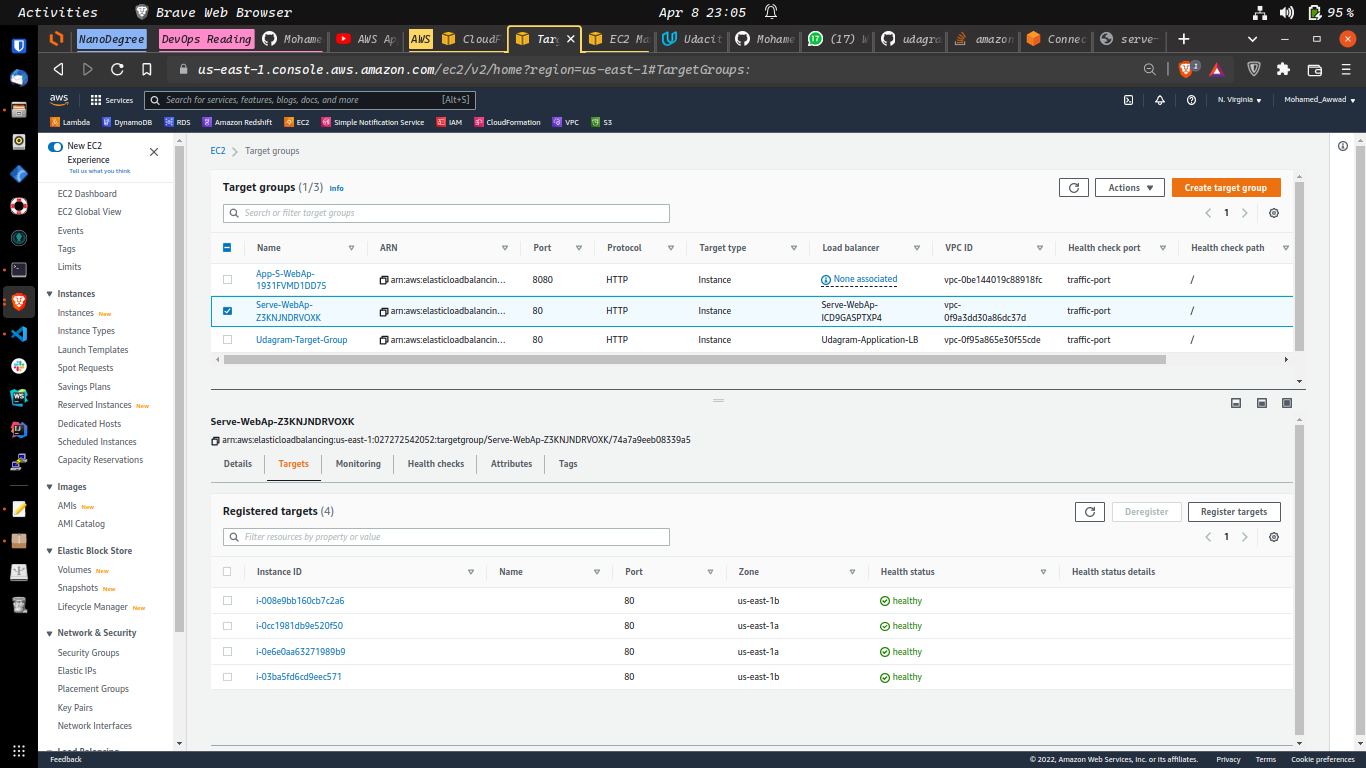 Activities Brave Web Browser Apr 8 23:05 95 %
NanoDegree DevOps Reading Mohame AWS Ap AWS CloudF Tar EC2 Ma Udacit Mohame (17) W udagra amazon Connec serve-
us-east-1.console.aws.amazon.com/ec2/v2/home?region=us-east-1#TargetGroups: 1
aws Services Search for services, features, blogs, docs, and more [Alt+S] N. Virginia Mohamed_Awwad
Lambda DynamoDB RDS Amazon Redshift EC2 Simple Notification Service IAM CloudFormation VPC S3
New EC2
Experience
Tell us what you think
EC2 Dashboard
EC2 Global View
Events
Tags
Limits
Instances
Instances New
Instance Types
Launch Templates
Spot Requests
Savings Plans
Reserved Instances New
Dedicated Hosts
Scheduled Instances
Capacity Reservations
Images
AMIs New
AMI Catalog
Elastic Block Store
Volumes New
Snapshots New
Lifecycle Manager New
Network & Security
Security Groups
Elastic IPs
Placement Groups
Key Pairs
Network Interfaces
Load Balancing
EC2 Target groups
Target groups (1/3) Info Actions Create target group
Search or filter target groups 1
Name ARN Port Protocol Target type Load balancer VPC ID Health check port Health check path
App-S-WebAp-
1931FVMD1DD75 arn:aws:elasticloadbalancin... 8080 HTTP Instance None associated vpc-0be144019c88918fc traffic-port /
Serve-WebAp-
Z3KNJNDRVOXK arn:aws:elasticloadbalancin... 80 HTTP Instance Serve-WebAp-
ICD9GASPTXP4 vpc-
0f9a3dd30a86dc37d traffic-port /
Udagram-Target-Group arn:aws:elasticloadbalancin... 80 HTTP Instance Udagram-Application-LB vpc-0f95a865e30f55cde traffic-port /
Serve-WebAp-Z3KNJNDRVOXK
arn:aws:elasticloadbalancing:us-east-1:027272542052:targetgroup/Serve-WebAp-Z3KNJNDRVOXK/74a7a9eeb08339a5
Details Targets Monitoring Health checks Attributes Tags
Registered targets (4) Deregister Register targets
Filter resources by property or value 1
Instance ID Name Port Zone Health status Health status details
i-008e9bb160cb7c2a6 80 us-east-1b healthy
i-0cc1981db9e520f50 80 us-east-1a healthy
i-0e6e0aa63271989b9 80 us-east-1a healthy
i-03ba5fd6cd9eec571 80 us-east-1b healthy
Feedback © 2022, Amazon Web Services, Inc. or its affiliates. Privacy Terms Cookie preferences